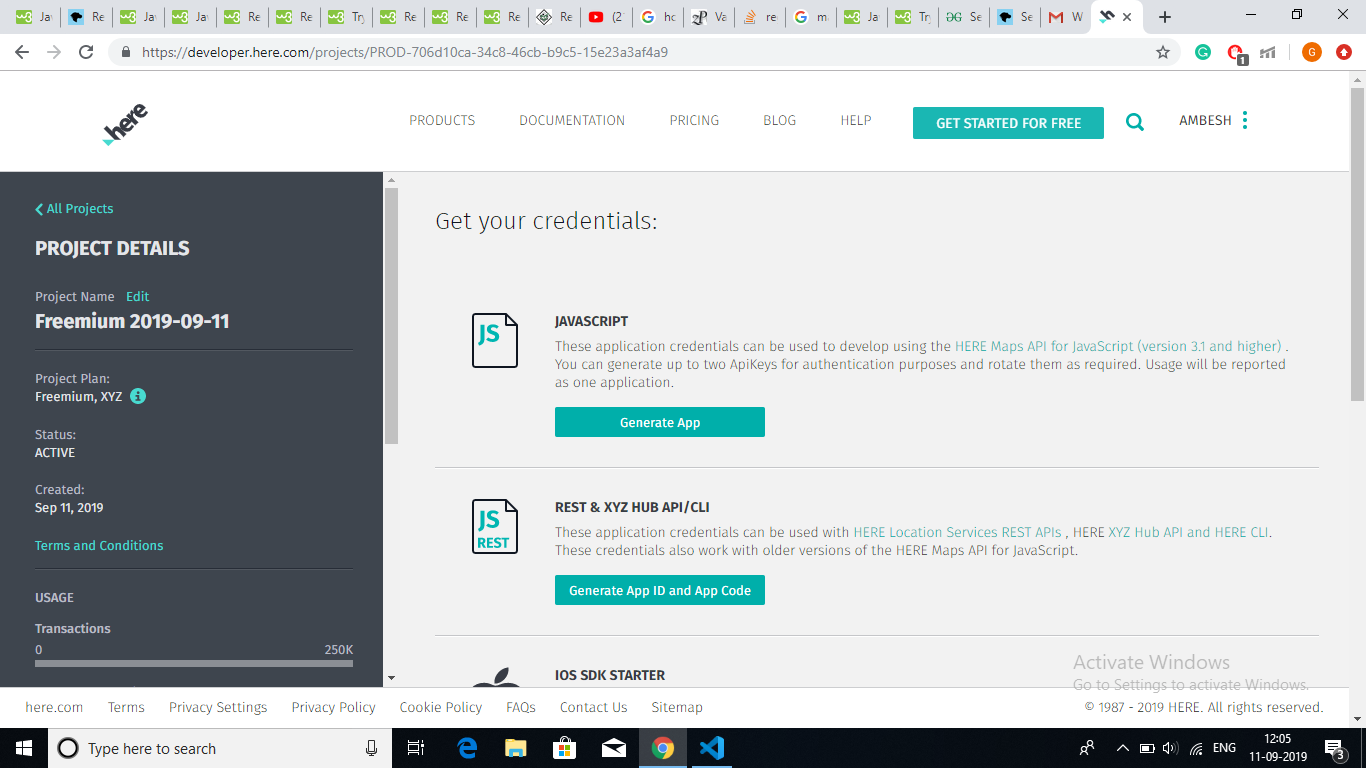 Ja
Re
Ja
Ja
Re
Re
Try
Re
Re
Re
Re
(2
ho
Va
re
m
Ja
Try
Se
Se
W
https://developer.here.com/projects/PROD-706d10ca-34c8-46cb-b9c5-15e23a3af4a9
1
G
here
PRODUCTS DOCUMENTATION PRICING BLOG HELP GET STARTED FOR FREE AMBESH
All Projects
PROJECT DETAILS
Project Name Edit
Freemium 2019-09-11
Project Plan:
Freemium, XYZ
Status:
ACTIVE
Created:
Sep 11, 2019
Terms and Conditions
USAGE
Transactions
0 250K
Get your credentials:
JS
JAVASCRIPT
These application credentials can be used to develop using the HERE Maps API for JavaScript (version 3.1 and higher) .
You can generate up to two ApiKeys for authentication purposes and rotate them as required. Usage will be reported
as one application.
Generate App
JS
REST
REST & XYZ HUB API/CLI
These application credentials can be used with HERE Location Services REST APIs , HERE XYZ Hub API and HERE CLI.
These credentials also work with older versions of the HERE Maps API for JavaScript.
Generate App ID and App Code
IOS SDK STARTER
Activate Windows
Go to Settings to activate Windows.
here.com Terms Privacy Settings Privacy Policy Cookie Policy FAQs Contact Us Sitemap © 1987 - 2019 HERE. All rights reserved.
Type here to search
ENG
12:05
11-09-2019
3